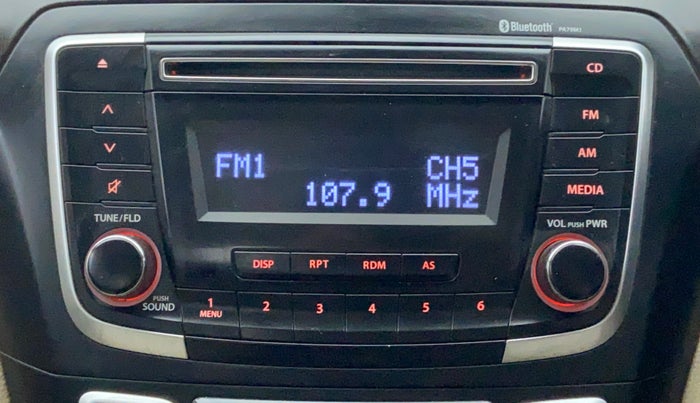 Bluetooth PA79M1
CD
FM
AM
MEDIA
FM1 CH5
107.9 MHz
TUNE/FLD
PUSH
SOUND
VOL PUSH PWR
DISP RPT RDM AS
1 2 3 4 5 6
MENU